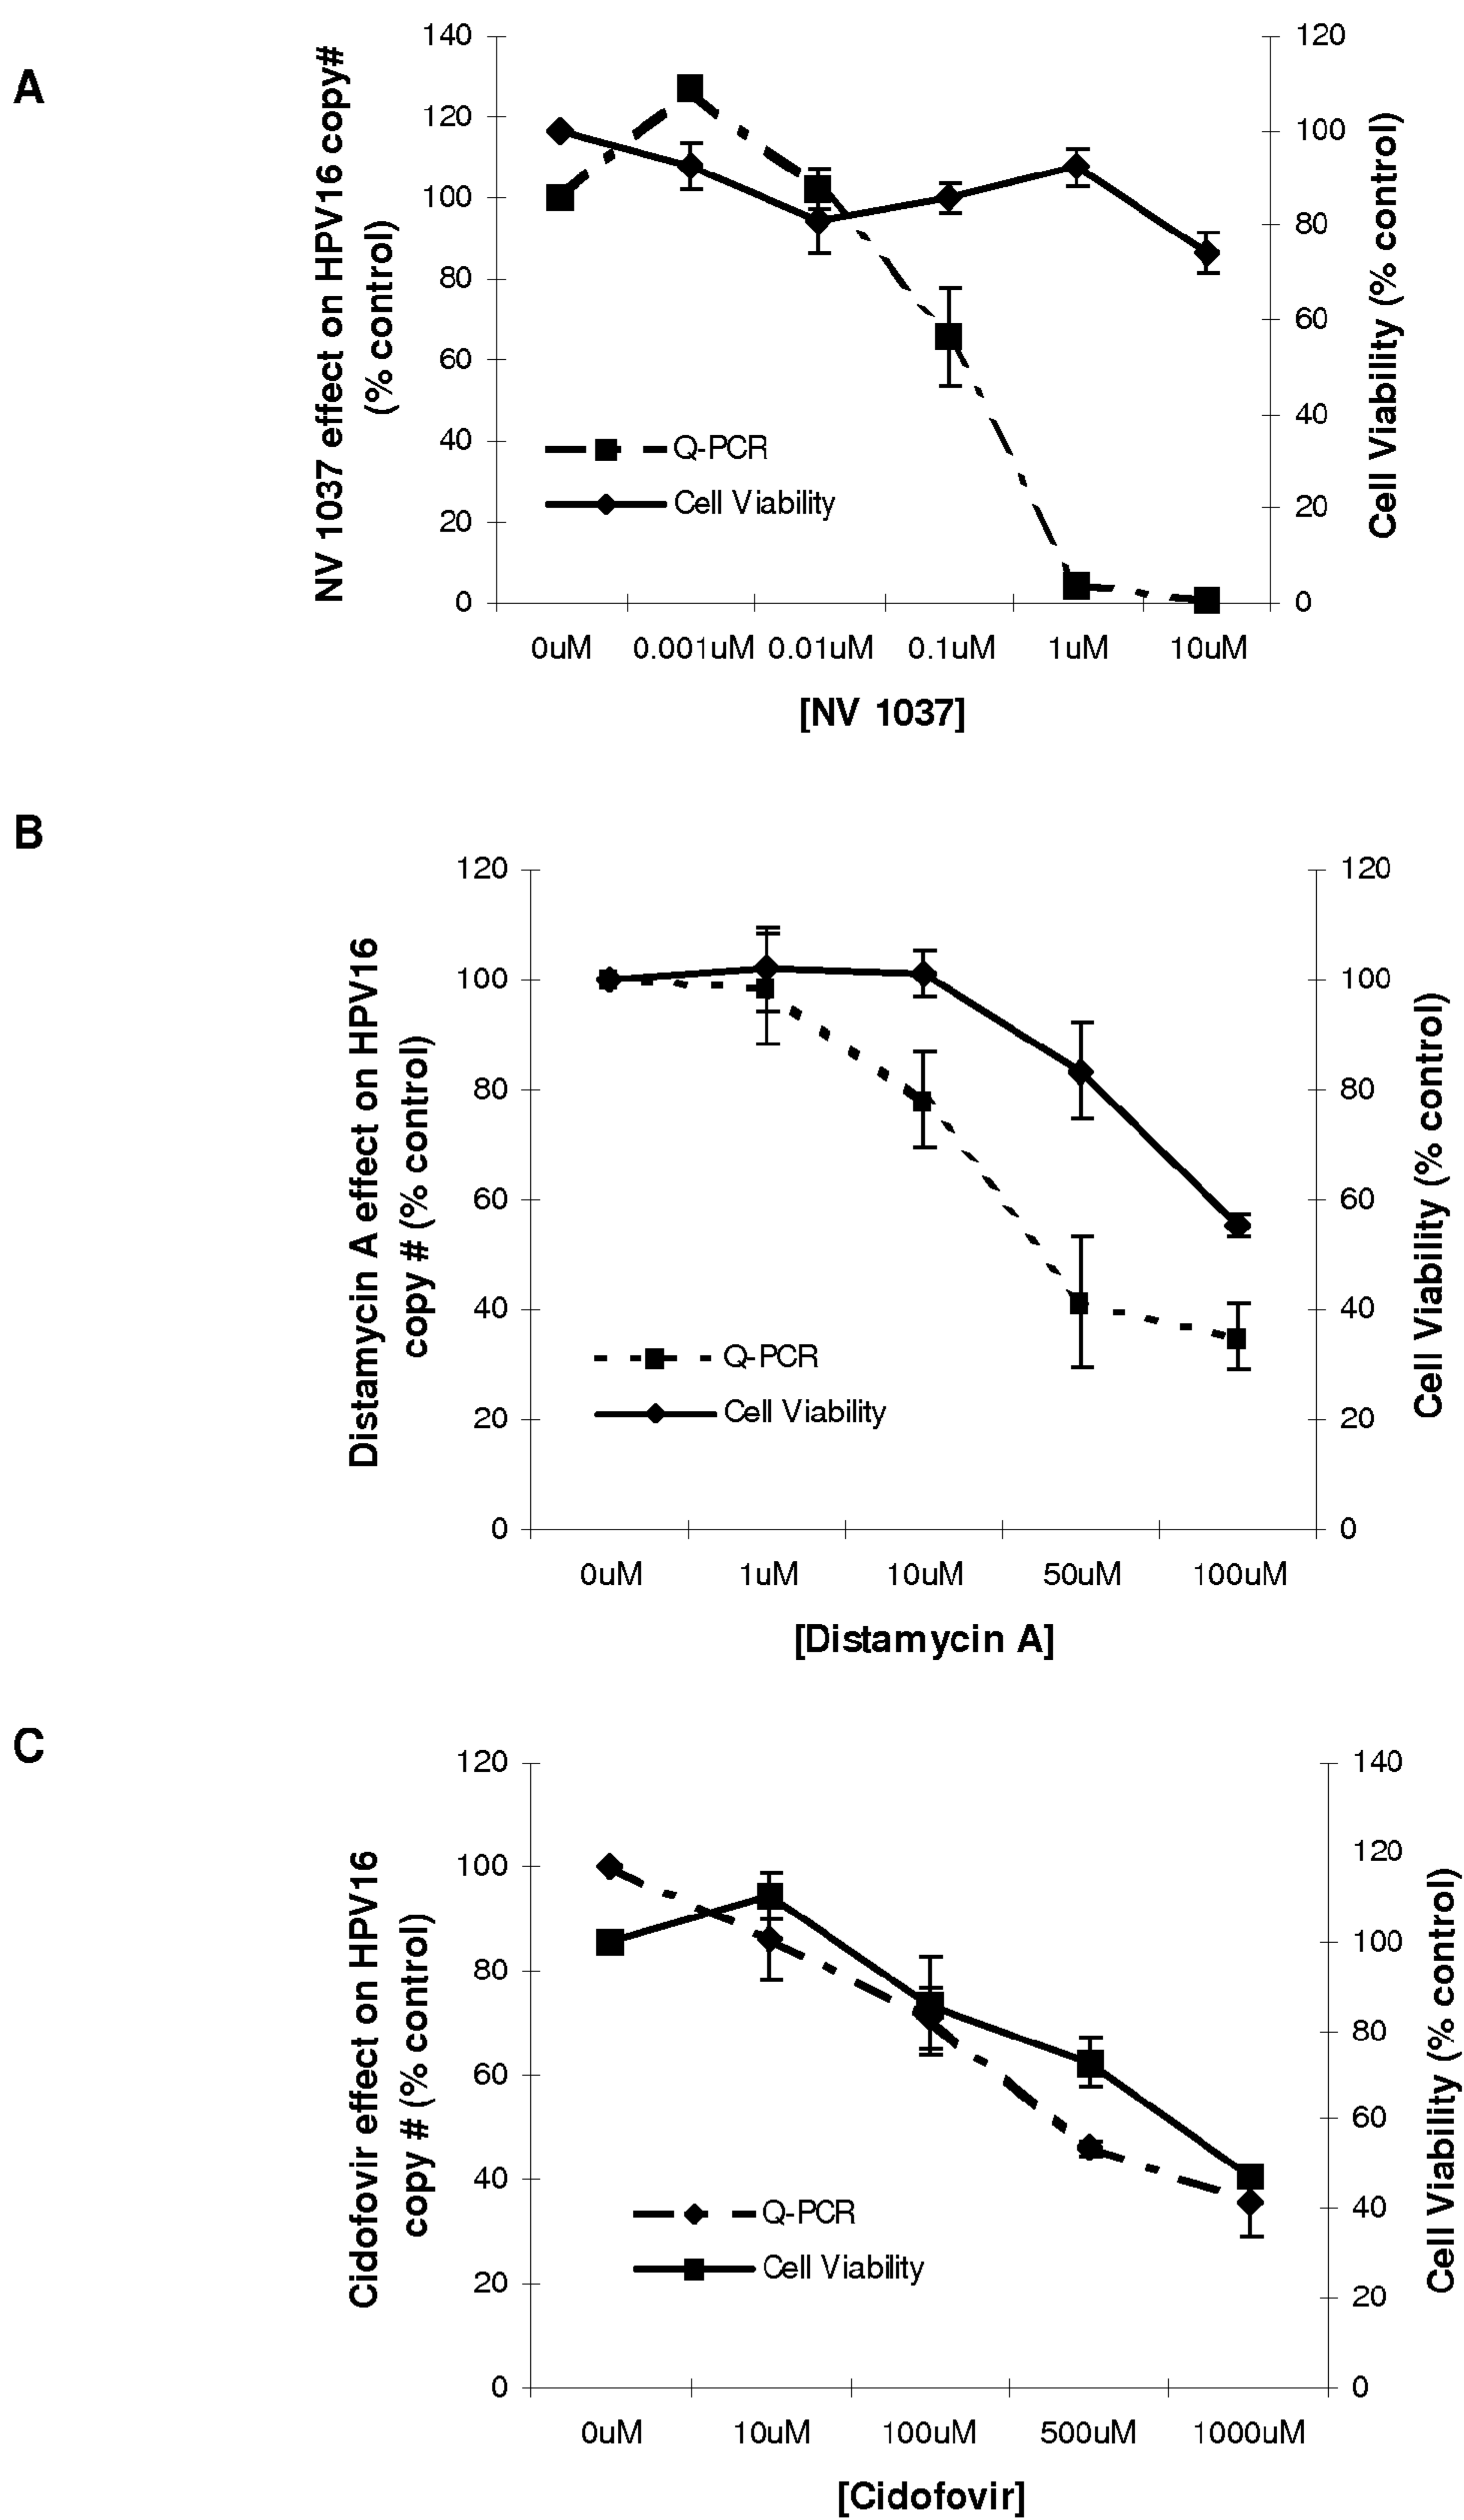 A
NV 1037 effect on HPV16 copy#
(% control)
140
120
100
80
60
40
20
0
120
100
80
60
40
20
0
Cell Viability (% control)
Q-PCR
Cell Viability
0uM 0.001uM 0.01uM 0.1uM 1uM 10uM
[NV 1037]
B
Distamycin A effect on HPV16
copy # (% control)
120
100
80
60
40
20
0
120
100
80
60
40
20
0
Cell Viability (% control)
Q-PCR
Cell Viability
0uM 1uM 10uM 50uM 100uM
[Distamycin A]
C
Cidofovir effect on HPV16
copy # (% control)
120
100
80
60
40
20
0
140
120
100
80
60
40
20
0
Cell Viability (% control)
Q-PCR
Cell Viability
0uM 10uM 100uM 500uM 1000uM
[Cidofovir]